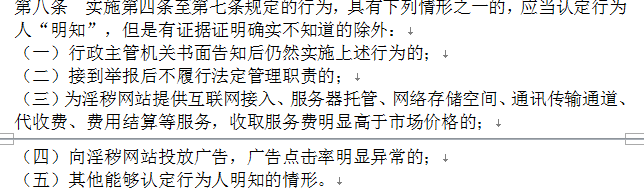 第八条　实施第四条至第七条规定的行为，具有下列情形之一的，应当认定行为
人“明知”，但是有证据证明确实不知道的除外：
（一）行政主管机关书面告知后仍然实施上述行为的；
（二）接到举报后不履行法定管理职责的；
（三）为淫秽网站提供互联网接入、服务器托管、网络存储空间、通讯传输通道、
代收费、费用结算等服务，收取服务费明显高于市场价格的；
（四）向淫秽网站投放广告，广告点击率明显异常的；
（五）其他能够认定行为人明知的情形。